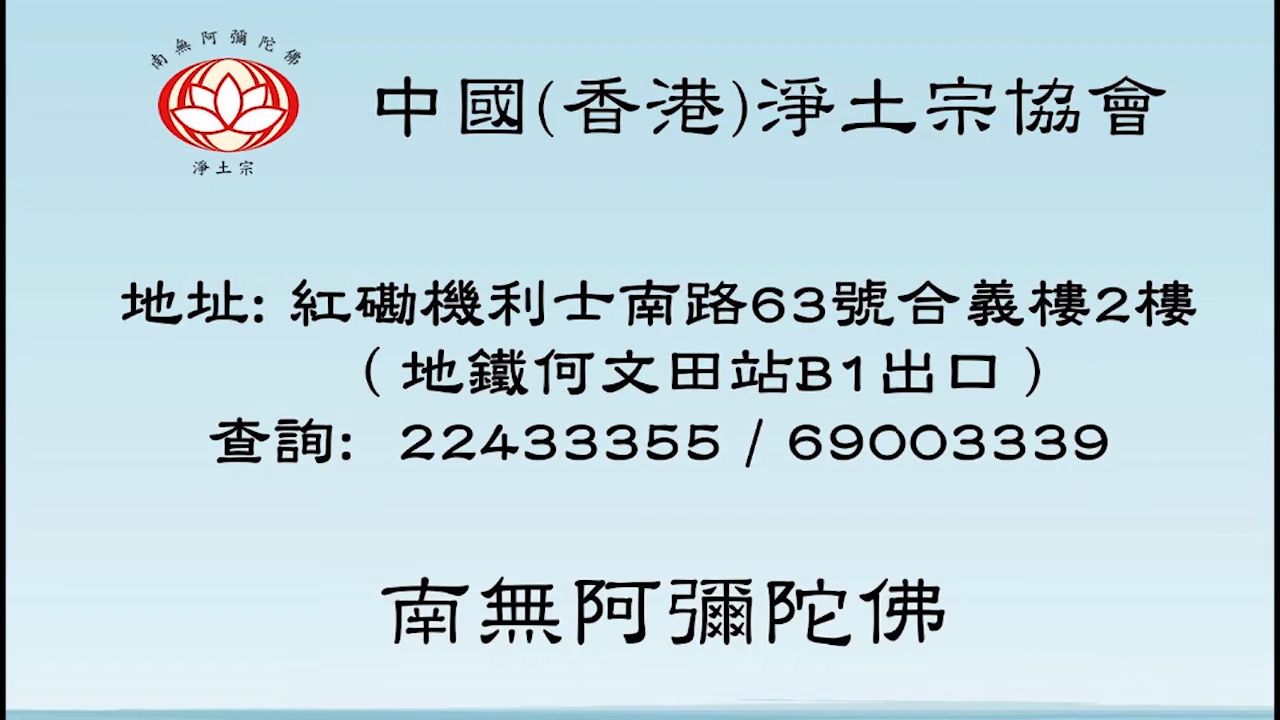 南無阿彌陀佛
淨土宗
中國(香港)淨土宗協會
地址: 紅磡機利士南路63號合義樓2樓
（地鐵何文田站B1出口）
查詢: 22433355 / 69003339
南無阿彌陀佛